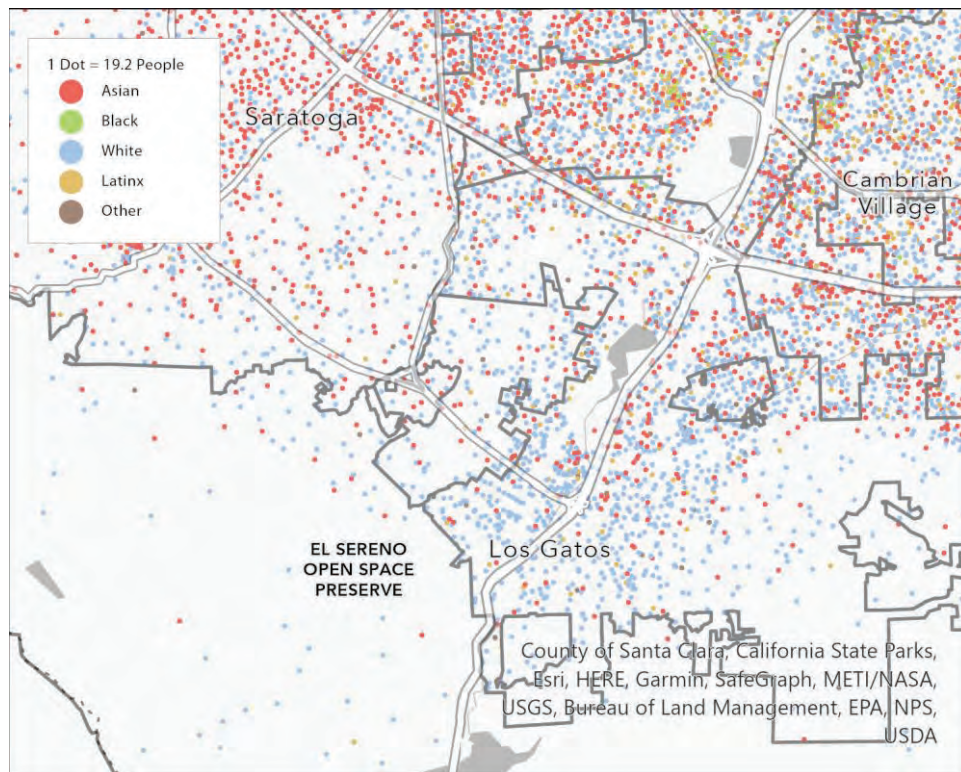 1 Dot = 19.2 People
Asian
Black
White
Latinx
Other
Saratoga
Cambrian
Village
EL SERENO
OPEN SPACE
PRESERVE
Los Gatos
County of Santa Clara, California State Parks,
Esri, HERE, Garmin, SafeGraph, METI/NASA,
USGS, Bureau of Land Management, EPA, NPS,
USDA